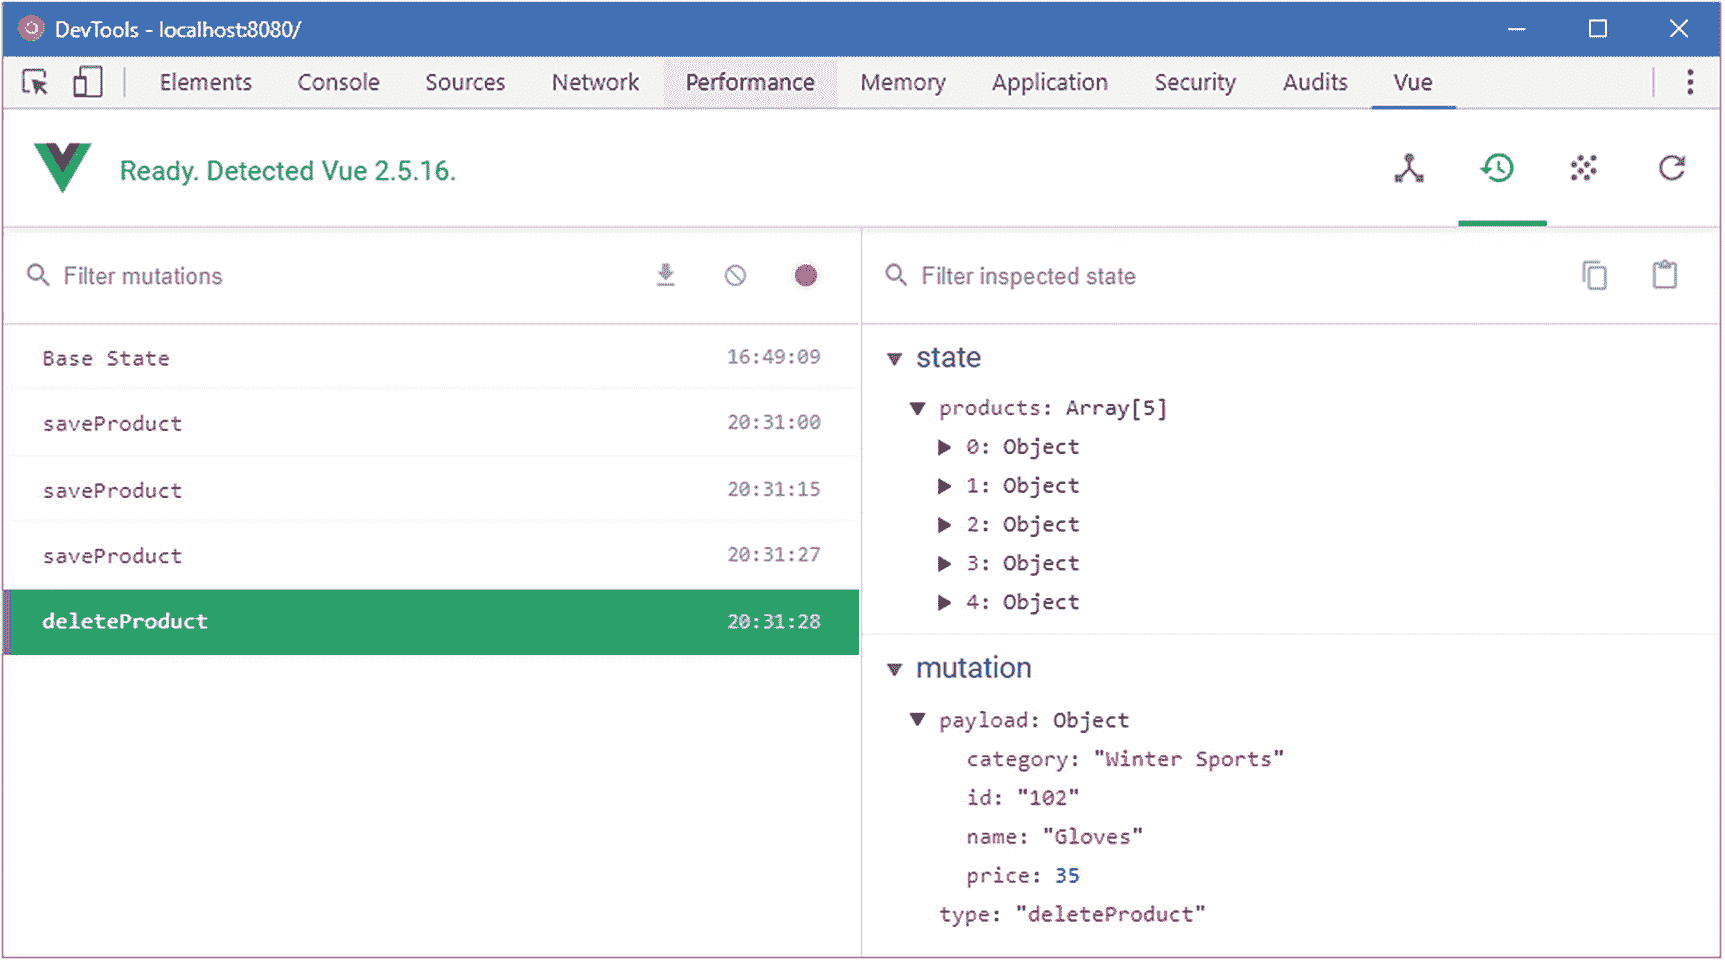 DevTools - localhost:8080/
Elements Console Sources Network Performance Memory Application Security Audits Vue
Ready. Detected Vue 2.5.16.
Filter mutations
Base State 16:49:09
saveProduct 20:31:00
saveProduct 20:31:15
saveProduct 20:31:27
deleteProduct 20:31:28
Filter inspected state
state
products: Array[5]
0: Object
1: Object
2: Object
3: Object
4: Object
mutation
payload: Object
category: "Winter Sports"
id: "102"
name: "Gloves"
price: 35
type: "deleteProduct"